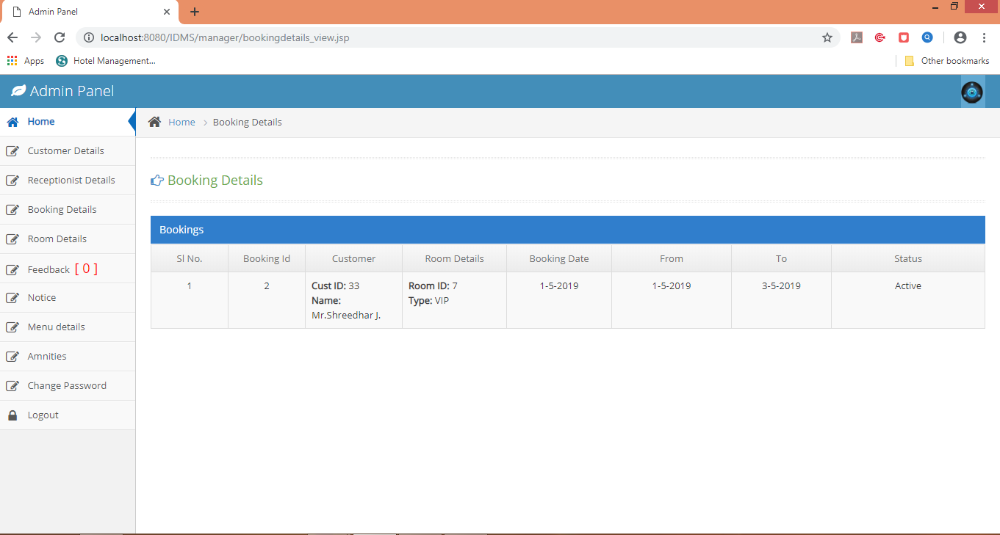 Admin Panel
localhost:8080/IDMS/manager/bookingdetails_view.jsp
Apps
Hotel Management...
Other bookmarks
Admin Panel
Home
Customer Details
Receptionist Details
Booking Details
Room Details
Feedback [ 0 ]
Notice
Menu details
Amnities
Change Password
Logout
Home > Booking Details
Booking Details
Bookings
Sl No. Booking Id Customer Room Details Booking Date From To Status
1 2 Cust ID: 33 Room ID: 7 1-5-2019 1-5-2019 3-5-2019 Active
Name: Type: VIP
Mr.Shreedhar J.